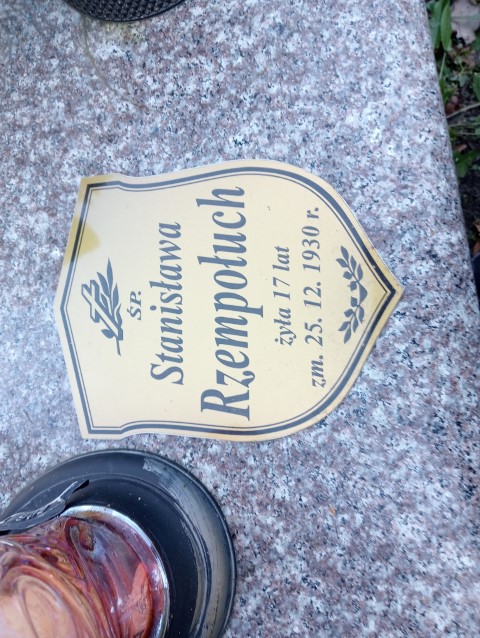 Ś.P.
Stanisława
Rzempołuch
żyła 17 lat
zm. 25. 12. 1930 r.